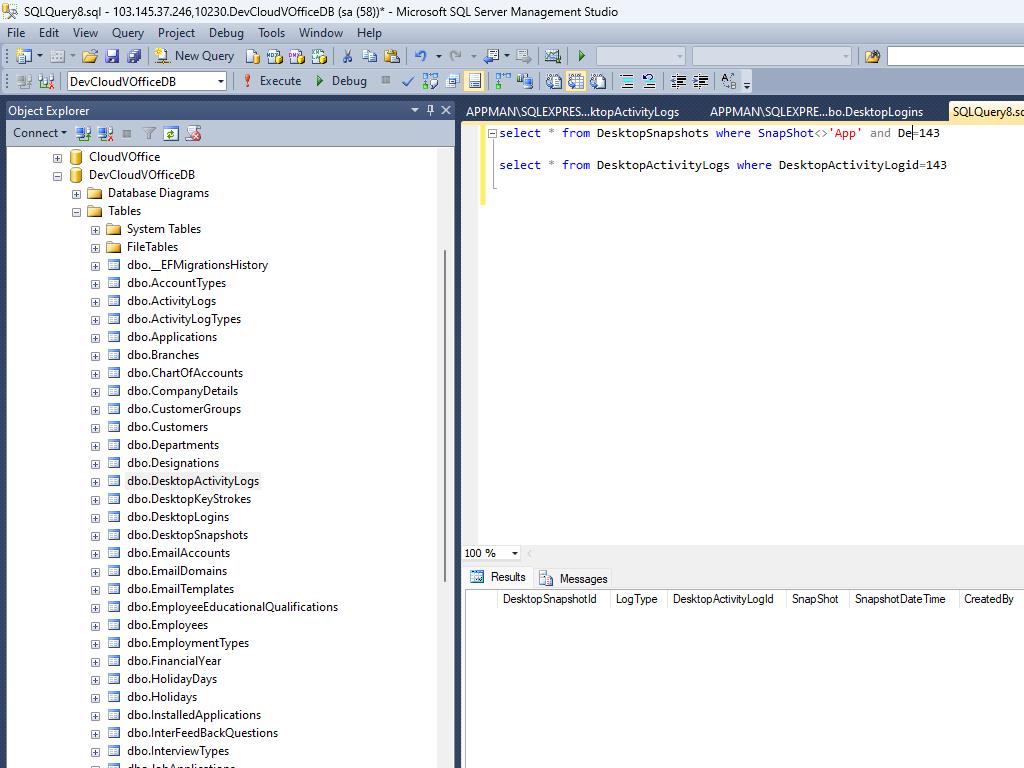 SQLQuery8.sql - 103.145.37.246,10230.DevCloudVOfficeDB (sa (58))* - Microsoft SQL Server Management Studio
File Edit View Query Project Debug Tools Window Help
New Query
DevCloudVOfficeDB Execute Debug
Object Explorer
APPMAN\SQLEXPRES...ktopActivityLogs APPMAN\SQLEXPRE...bo.DesktopLogins SQLQuery8.sq
Connect
select * from DesktopSnapshots where SnapShot<>'App' and De=143
select * from DesktopActivityLogs where DesktopActivityLogid=143
CloudVOffice
DevCloudVOfficeDB
Database Diagrams
Tables
System Tables
FileTables
dbo.__EFMigrationsHistory
dbo.AccountTypes
dbo.ActivityLogs
dbo.ActivityLogTypes
dbo.Applications
dbo.Branches
dbo.ChartOfAccounts
dbo.CompanyDetails
dbo.CustomerGroups
dbo.Customers
dbo.Departments
dbo.Designations
dbo.DesktopActivityLogs
dbo.DesktopKeyStrokes
dbo.DesktopLogins
dbo.DesktopSnapshots
dbo.EmailAccounts
dbo.EmailDomains
dbo.EmailTemplates
dbo.EmployeeEducationalQualifications
dbo.Employees
dbo.EmploymentTypes
dbo.FinancialYear
dbo.HolidayDays
dbo.Holidays
dbo.InstalledApplications
dbo.InterFeedBackQuestions
dbo.InterviewTypes
dbo.JobApplications
100 %
Results Messages
DesktopSnapshotId LogType DesktopActivityLogId SnapShot SnapshotDateTime CreatedBy